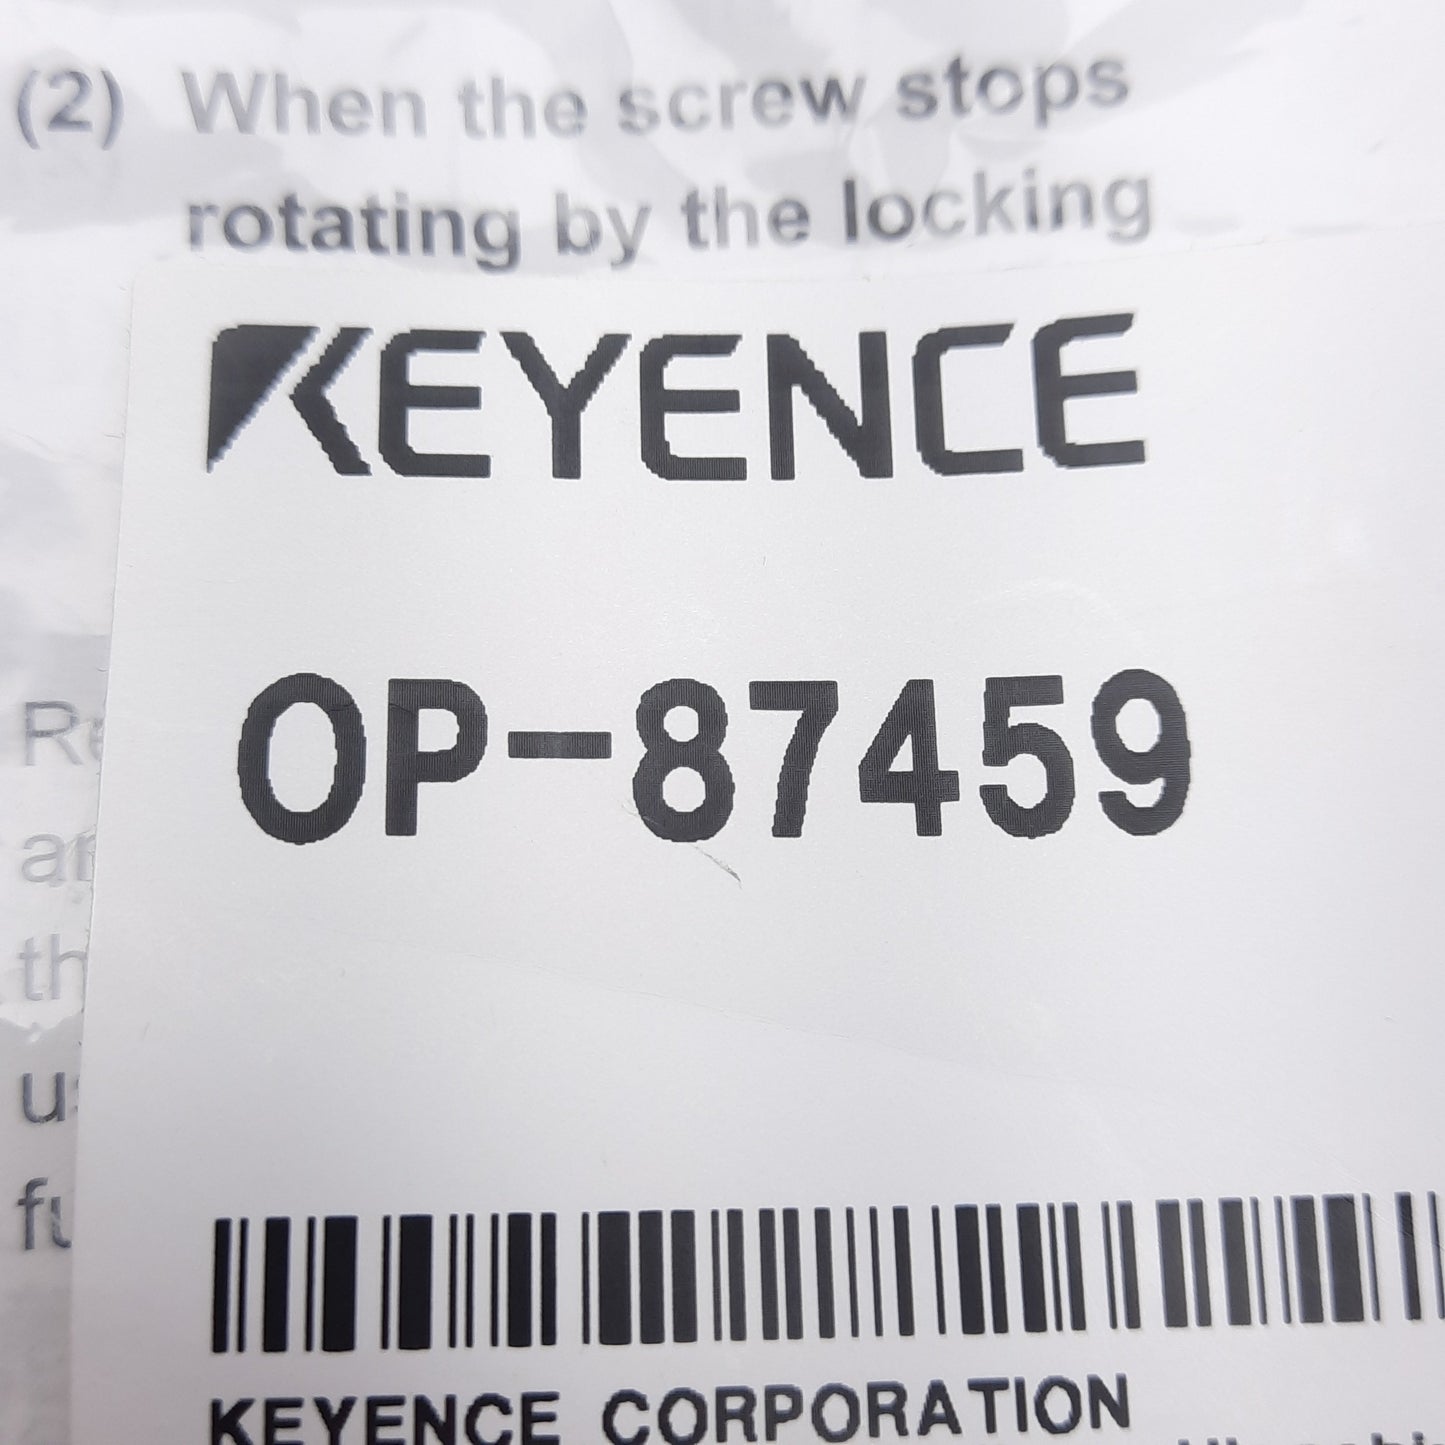 (2) When the screw stops
rotating by the locking
KEYENCE
OP-87459
KEYENCE CORPORATION